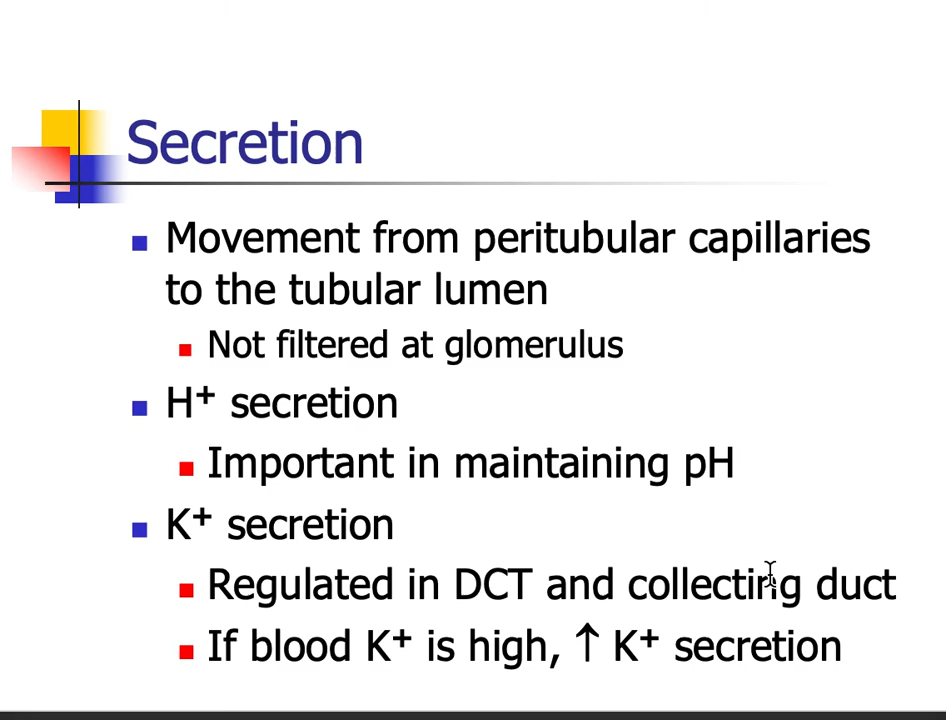 Secretion
Movement from peritubular capillaries
to the tubular lumen
Not filtered at glomerulus
H⁺ secretion
Important in maintaining pH
K⁺ secretion
Regulated in DCT and collecting duct
If blood K⁺ is high, ↑ K⁺ secretion